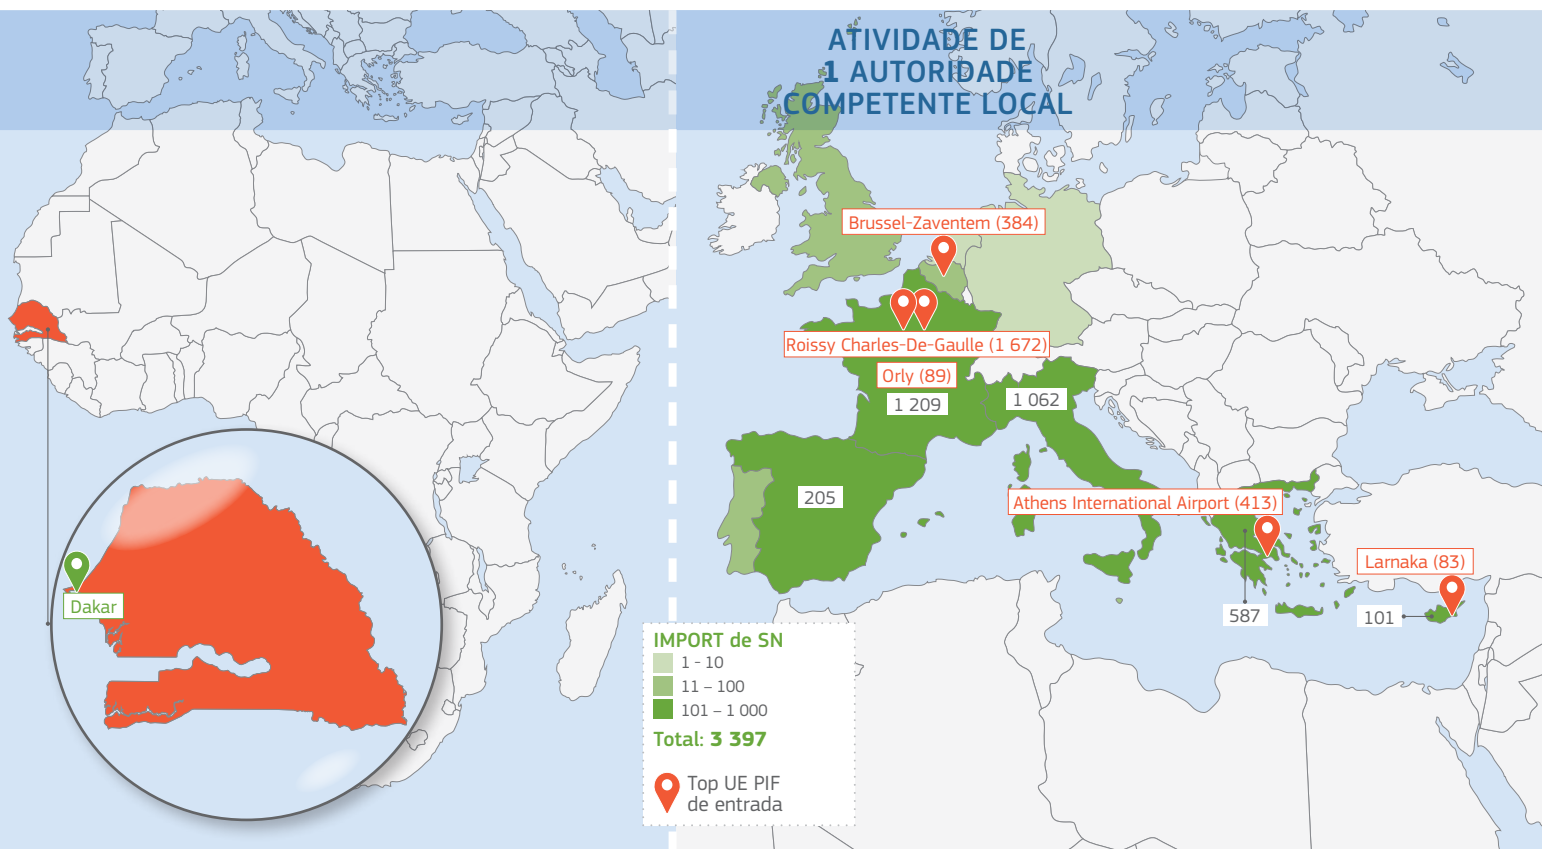 ATIVIDADE DE
1 AUTORIDADE
COMPETENTE LOCAL
Brussel-Zaventem (384)
Roissy Charles-De-Gaulle (1 672)
Orly (89)
1 209
1 062
205
Athens International Airport (413)
Larnaka (83)
587
101
Dakar
IMPORT de SN
1 - 10
11 – 100
101 – 1 000
Total: 3 397
Top UE PIF
de entrada